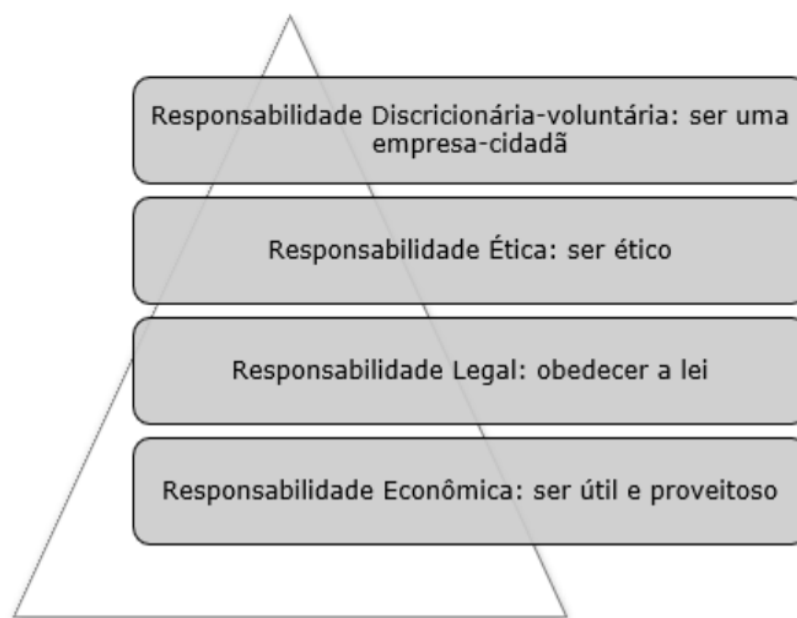 Responsabilidade Discricionária-voluntária: ser uma
empresa-cidadã
Responsabilidade Ética: ser ético
Responsabilidade Legal: obedecer a lei
Responsabilidade Econômica: ser útil e proveitoso